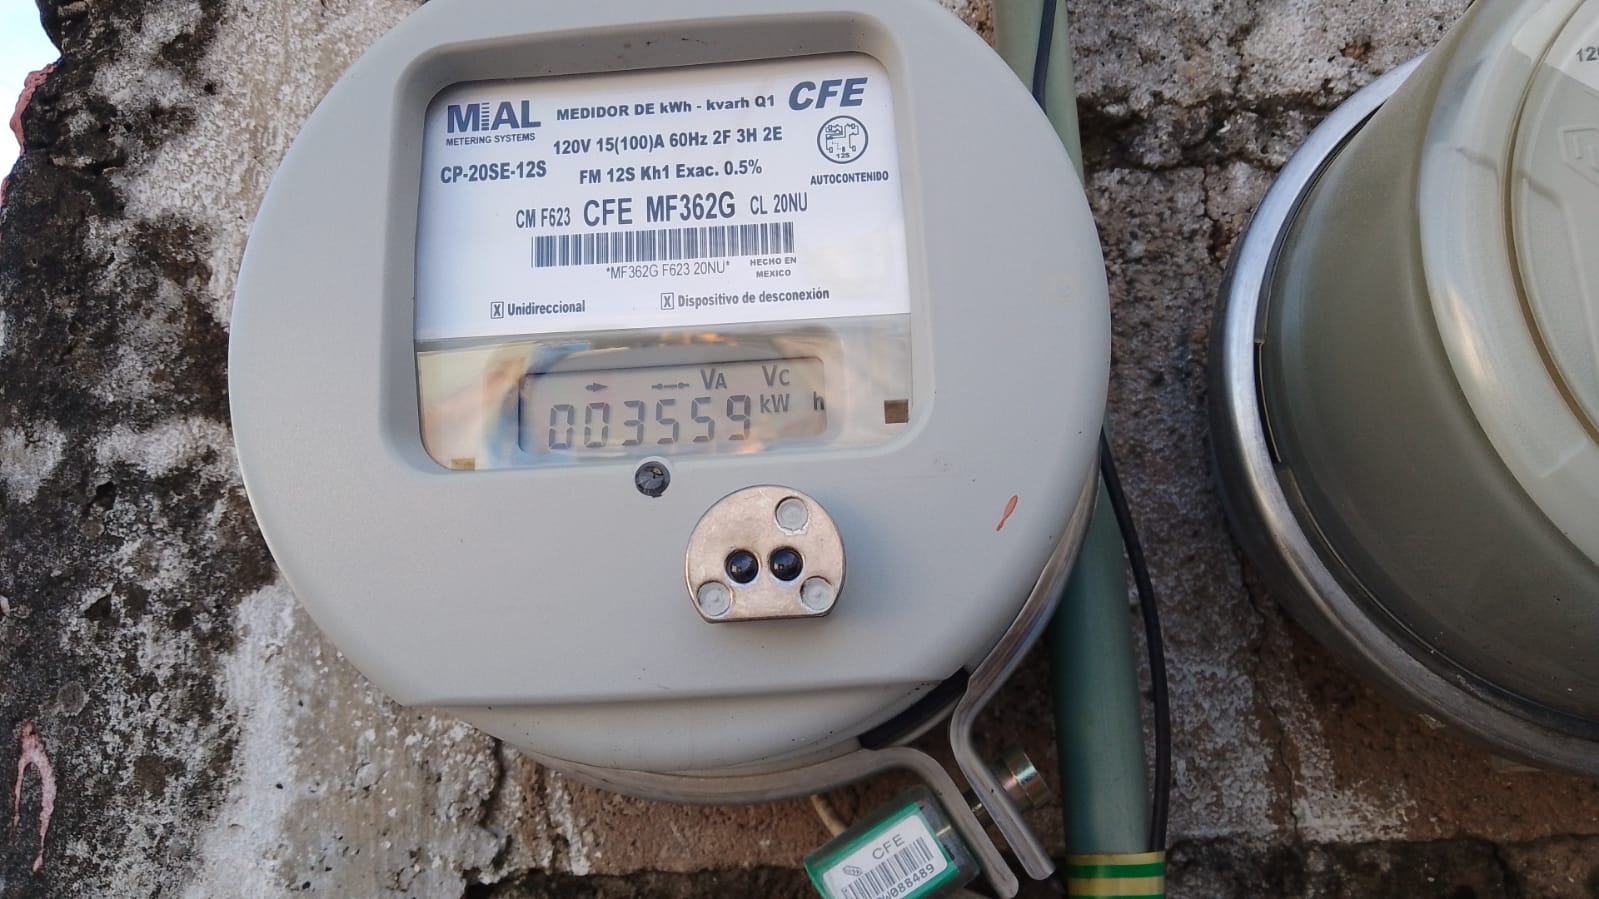 MIAL
METERING SYSTEMS
MEDIDOR DE kWh - kvarh Q1
CFE
120V 15(100)A 60Hz 2F 3H 2E
CP-20SE-12S
FM 12S Kh1 Exac. 0.5%
12S
AUTOCONTENIDO
CM F623 CFE MF362G CL 20NU
*MF362G F623 20NU*
HECHO EN
MEXICO
X Unidireccional
X Dispositivo de desconexión
VA VC
003559 kW h
CFE